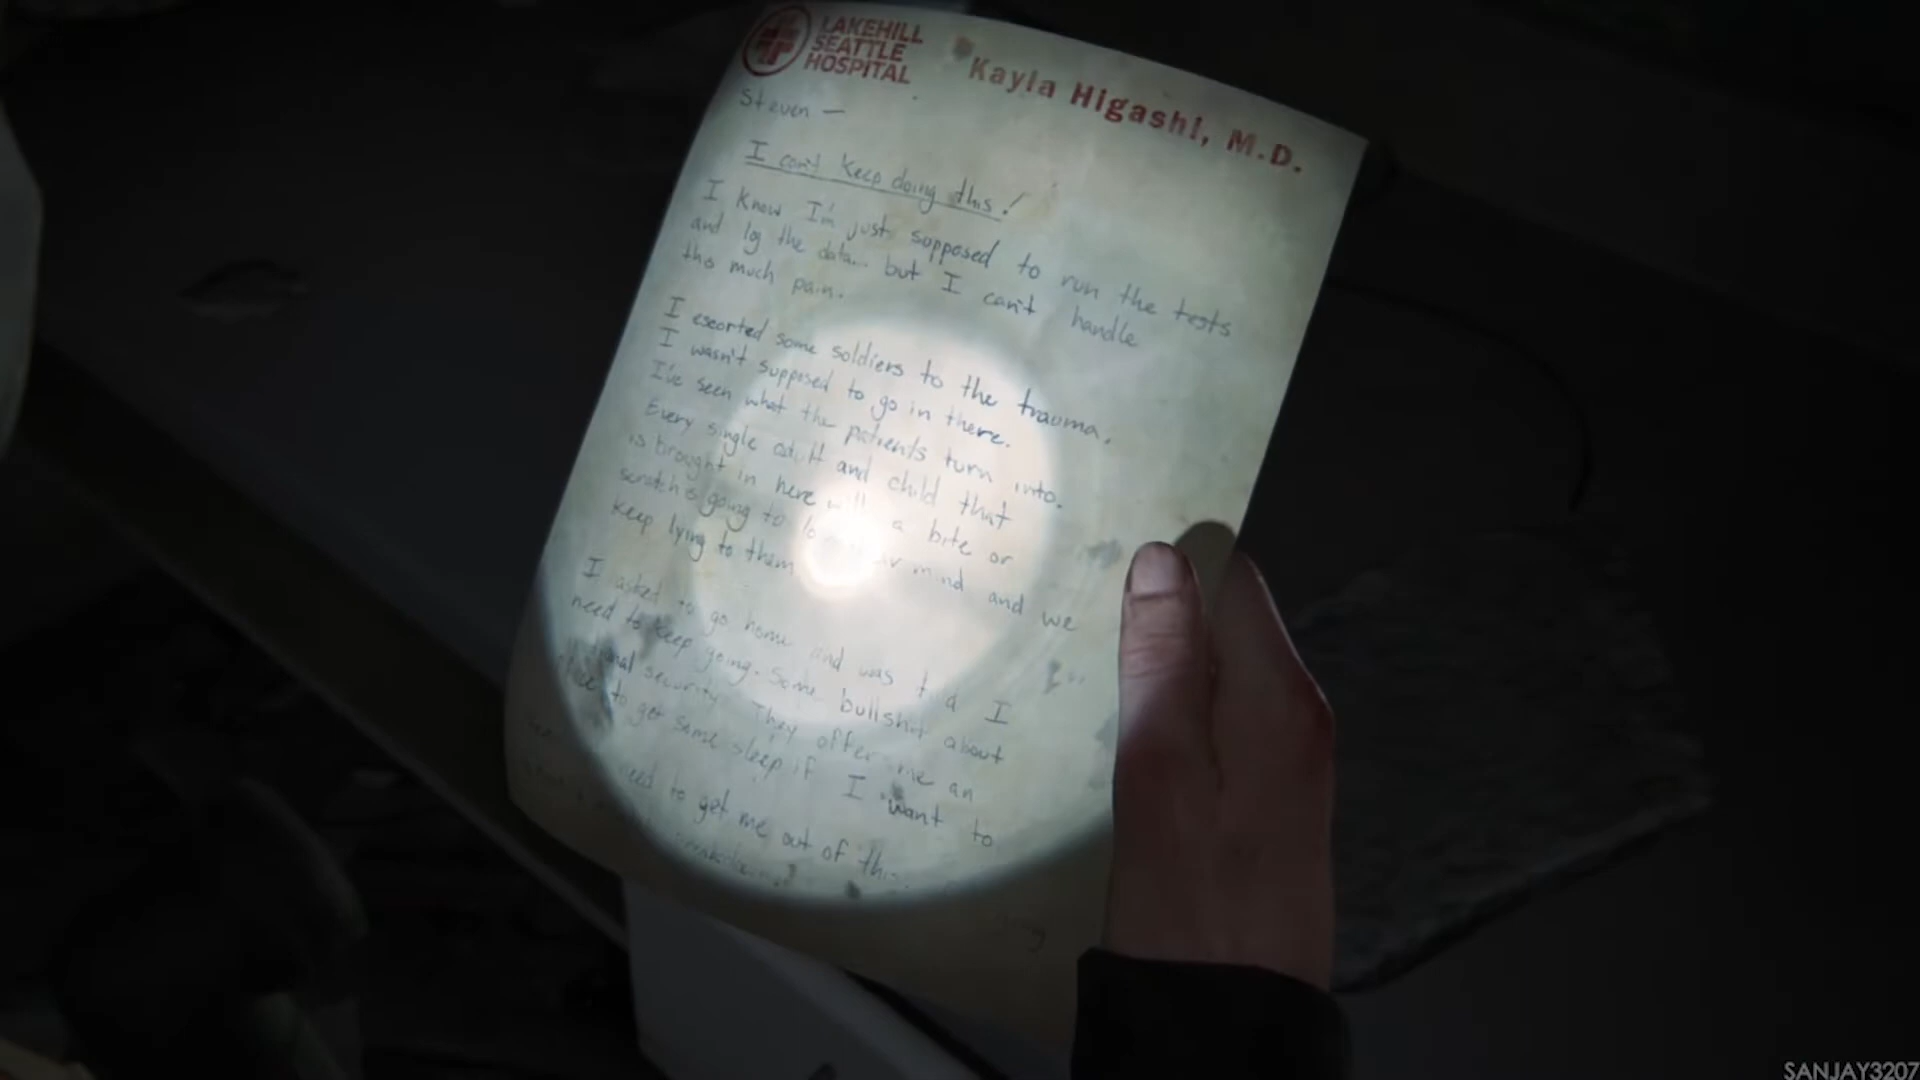 LAKEHILL
SEATTLE
HOSPITAL
Kayla Higashi, M.D.
Steven —
I can't keep doing this!
I know I'm just supposed to run the tests
and log the data... but I can't handle
this much pain.
I escorted some soldiers to the trauma.
I wasn't supposed to go in there.
I've seen what the patients turn into.
Every single adult and child that
is brought in here with a bite or
scratch is going to mind and we
keep lying to them
I asked to go home and was told I
need to keep going. Some bullshit about
security. They offer me an
to get some sleep if I want to
need to get me out of this.
SANJAY3207